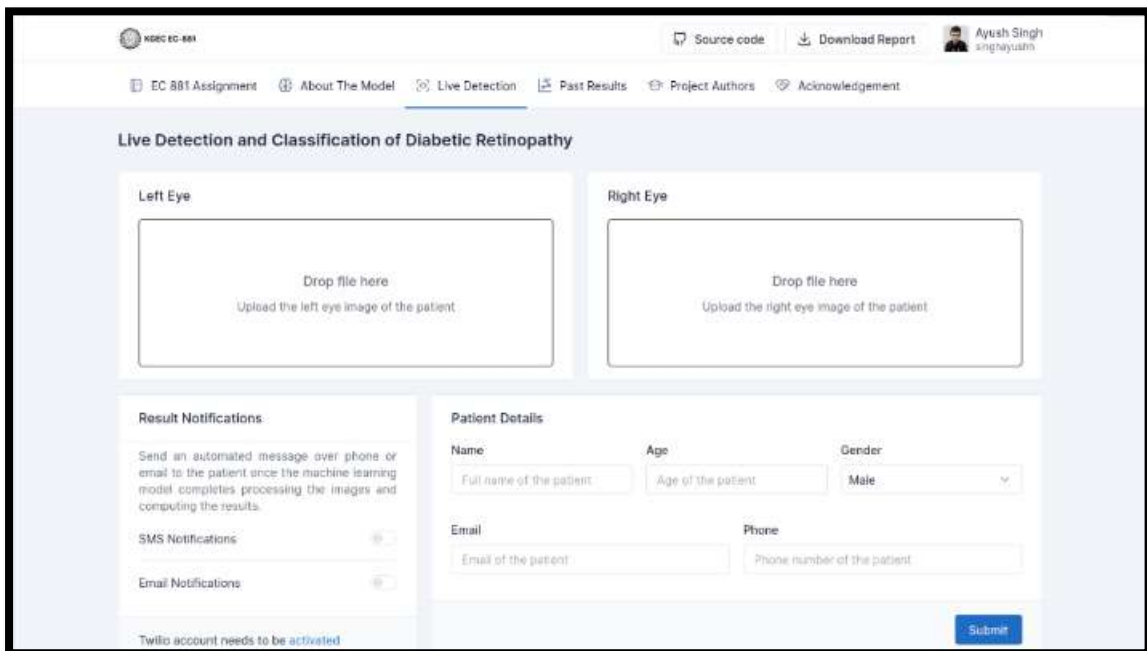 KGEC EC-881
Source code
Download Report
Ayush Singh
singhayushh
EC 881 Assignment
About The Model
Live Detection
Past Results
Project Authors
Acknowledgement
Live Detection and Classification of Diabetic Retinopathy
Left Eye
Drop file here
Upload the left eye image of the patient
Right Eye
Drop file here
Upload the right eye image of the patient
Result Notifications
Send an automated message over phone or
email to the patient once the machine learning
model completes processing the images and
computing the results.
SMS Notifications
Email Notifications
Twilio account needs to be activated
Patient Details
Name
Full name of the patient
Age
Age of the patient
Gender
Male
Email
Email of the patient
Phone
Phone number of the patient
Submit